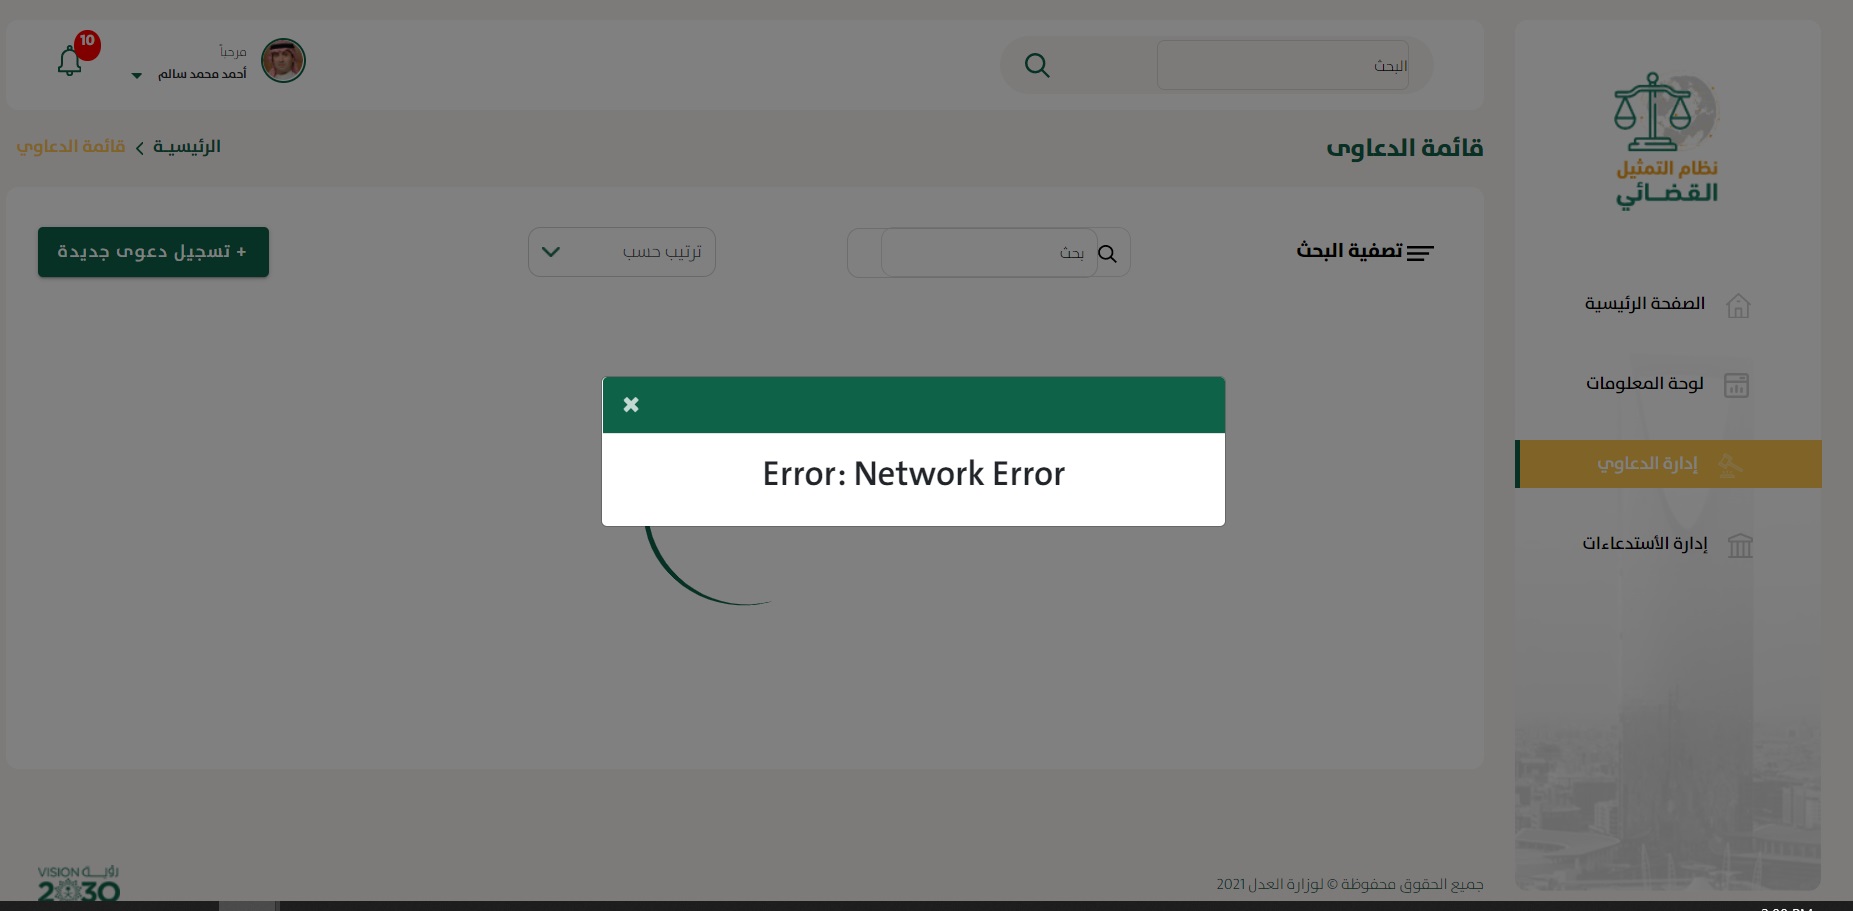 10
مرحباً
أحمد محمد سالم
البحث
نظام التمثيل
القضائي
قائمة الدعاوى
الرئيسية
قائمة الدعاوي
تصفية البحث
بحث
ترتيب حسب
+ تسجيل دعوى جديدة
الصفحة الرئيسية
لوحة المعلومات
إدارة الدعاوي
إدارة الأستدعاءات
Error: Network Error
جميع الحقوق محفوظة © لوزارة العدل 2021
VISION رؤيـة
2030